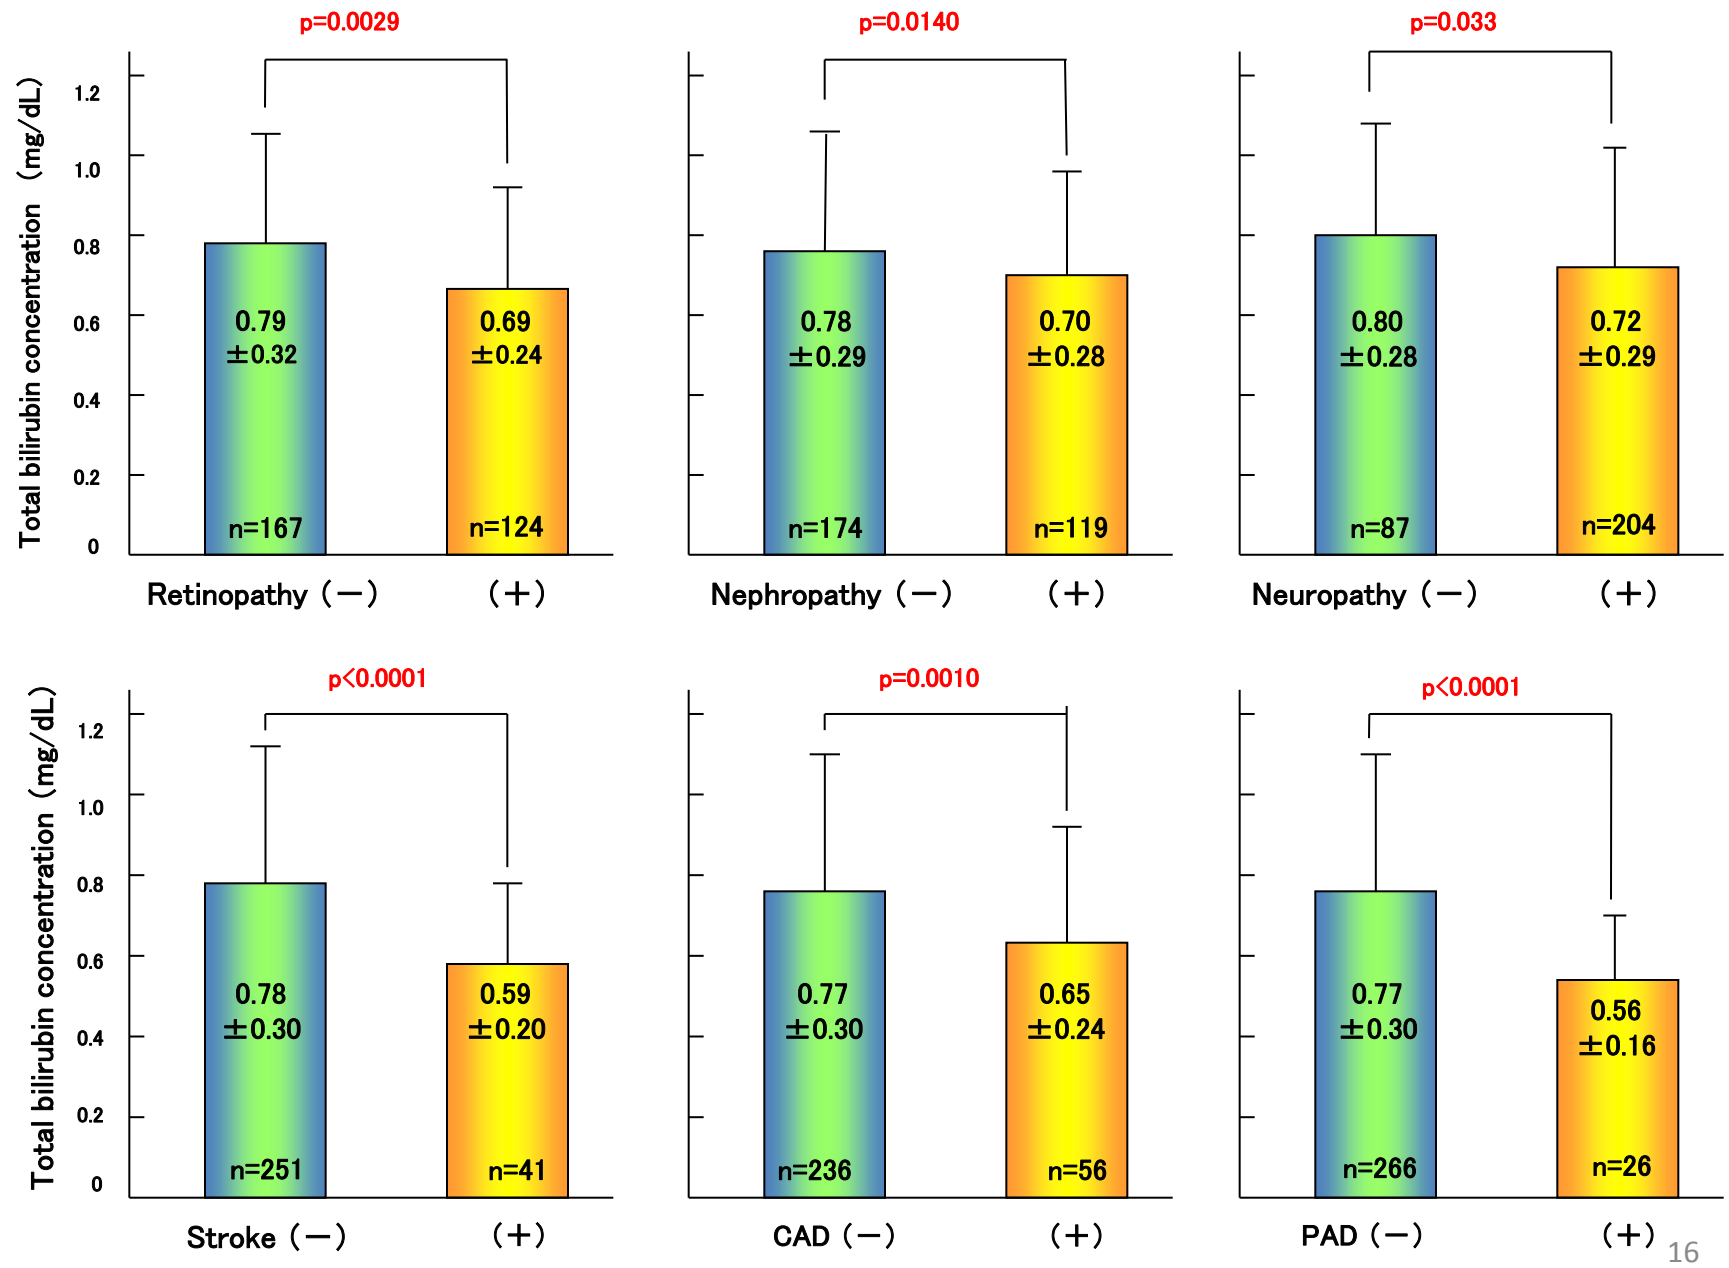 p=0.0029
p=0.0140
p=0.033
Total bilirubin concentration (mg/dL)
1.2
1.0
0.8
0.6
0.4
0.2
0
0.79
±0.32
n=167
0.69
±0.24
n=124
0.78
±0.29
n=174
0.70
±0.28
n=119
0.80
±0.28
n=87
0.72
±0.29
n=204
Retinopathy (－) (＋)
Nephropathy (－) (＋)
Neuropathy (－) (＋)
p<0.0001
p=0.0010
p<0.0001
Total bilirubin concentration (mg/dL)
1.2
1.0
0.8
0.6
0.4
0.2
0
0.78
±0.30
n=251
0.59
±0.20
n=41
0.77
±0.30
n=236
0.65
±0.24
n=56
0.77
±0.30
n=266
0.56
±0.16
n=26
Stroke (－) (＋)
CAD (－) (＋)
PAD (－) (＋)
16